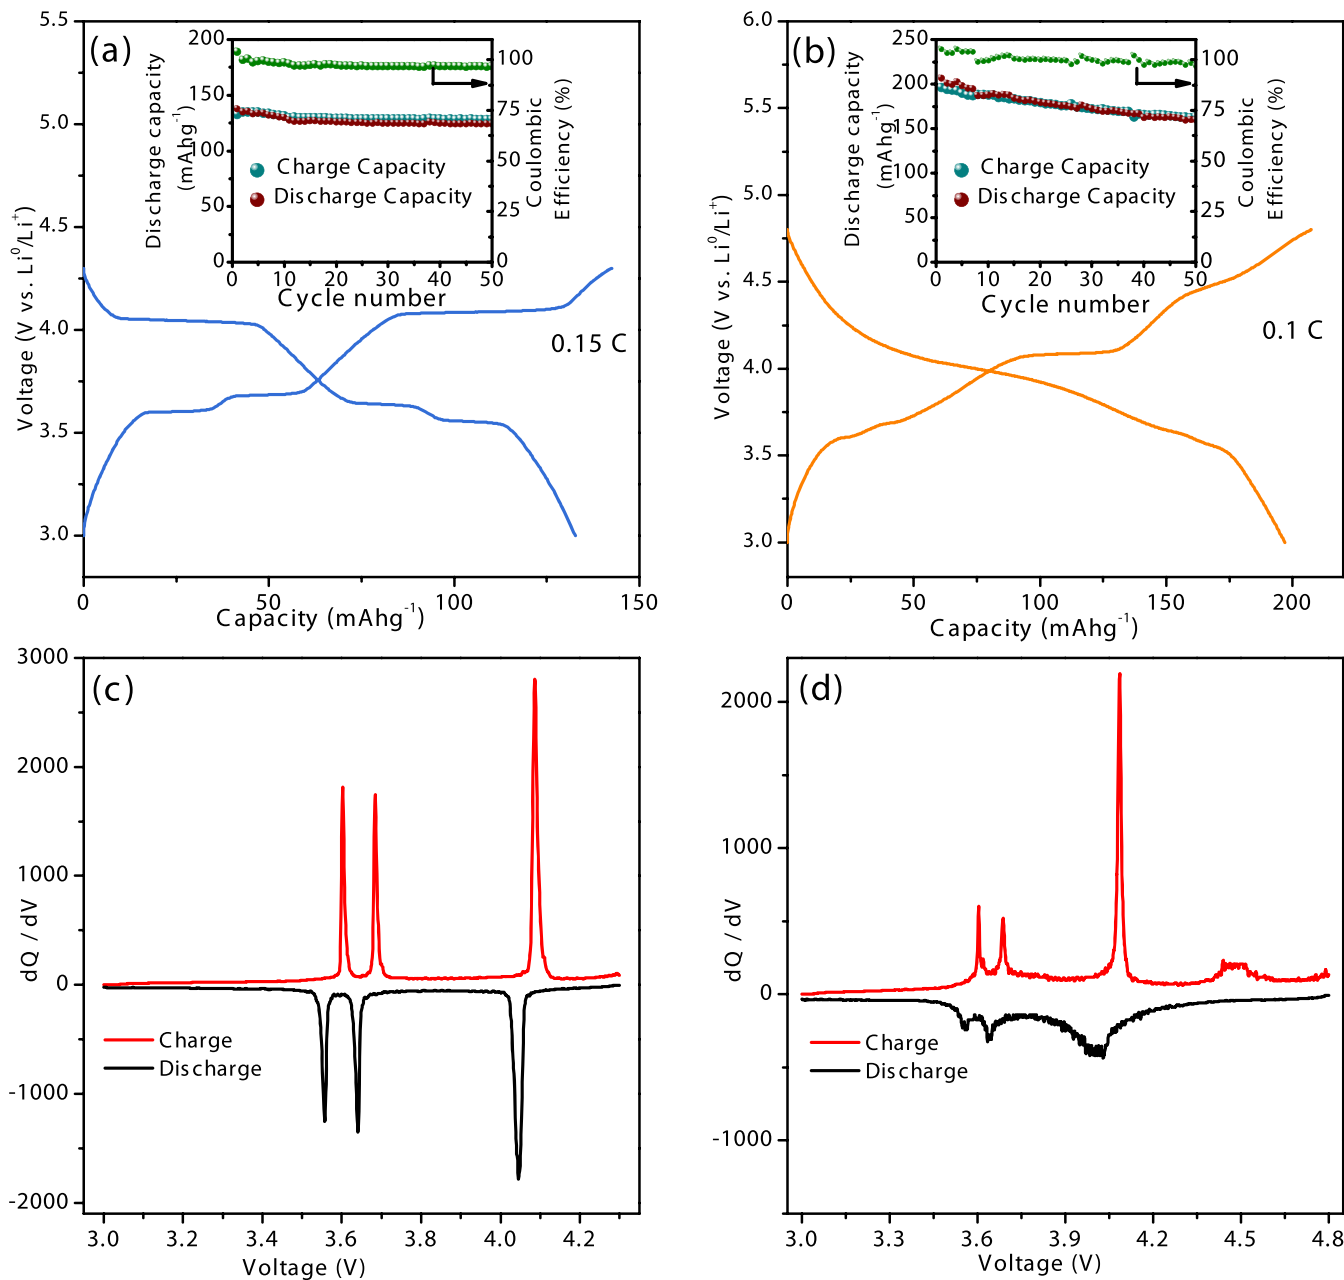 (a)
5.5
5.0
4.5
4.0
3.5
3.0
Voltage (V vs. Li⁰/Li⁺)
0 50 100 150
Capacity (mAhg⁻¹)
0.15 C
200
150
100
50
0
Discharge capacity
(mAhg⁻¹)
100
75
50
25
0
Coulombic
Efficiency (%)
Charge Capacity
Discharge Capacity
0 10 20 30 40 50
Cycle number
(b)
6.0
5.5
5.0
4.5
4.0
3.5
3.0
Voltage (V vs. Li⁰/Li⁺)
0 50 100 150 200
Capacity (mAhg⁻¹)
0.1 C
250
200
150
100
50
0
Discharge capacity
(mAhg⁻¹)
100
75
50
25
0
Coulombic
Efficiency (%)
Charge Capacity
Discharge Capacity
0 10 20 30 40 50
Cycle number
(c)
3000
2000
1000
0
-1000
-2000
dQ / dV
Charge
Discharge
3.0 3.2 3.4 3.6 3.8 4.0 4.2
Voltage (V)
(d)
2000
1000
0
-1000
dQ / dV
Charge
Discharge
3.0 3.3 3.6 3.9 4.2 4.5 4.8
Voltage (V)